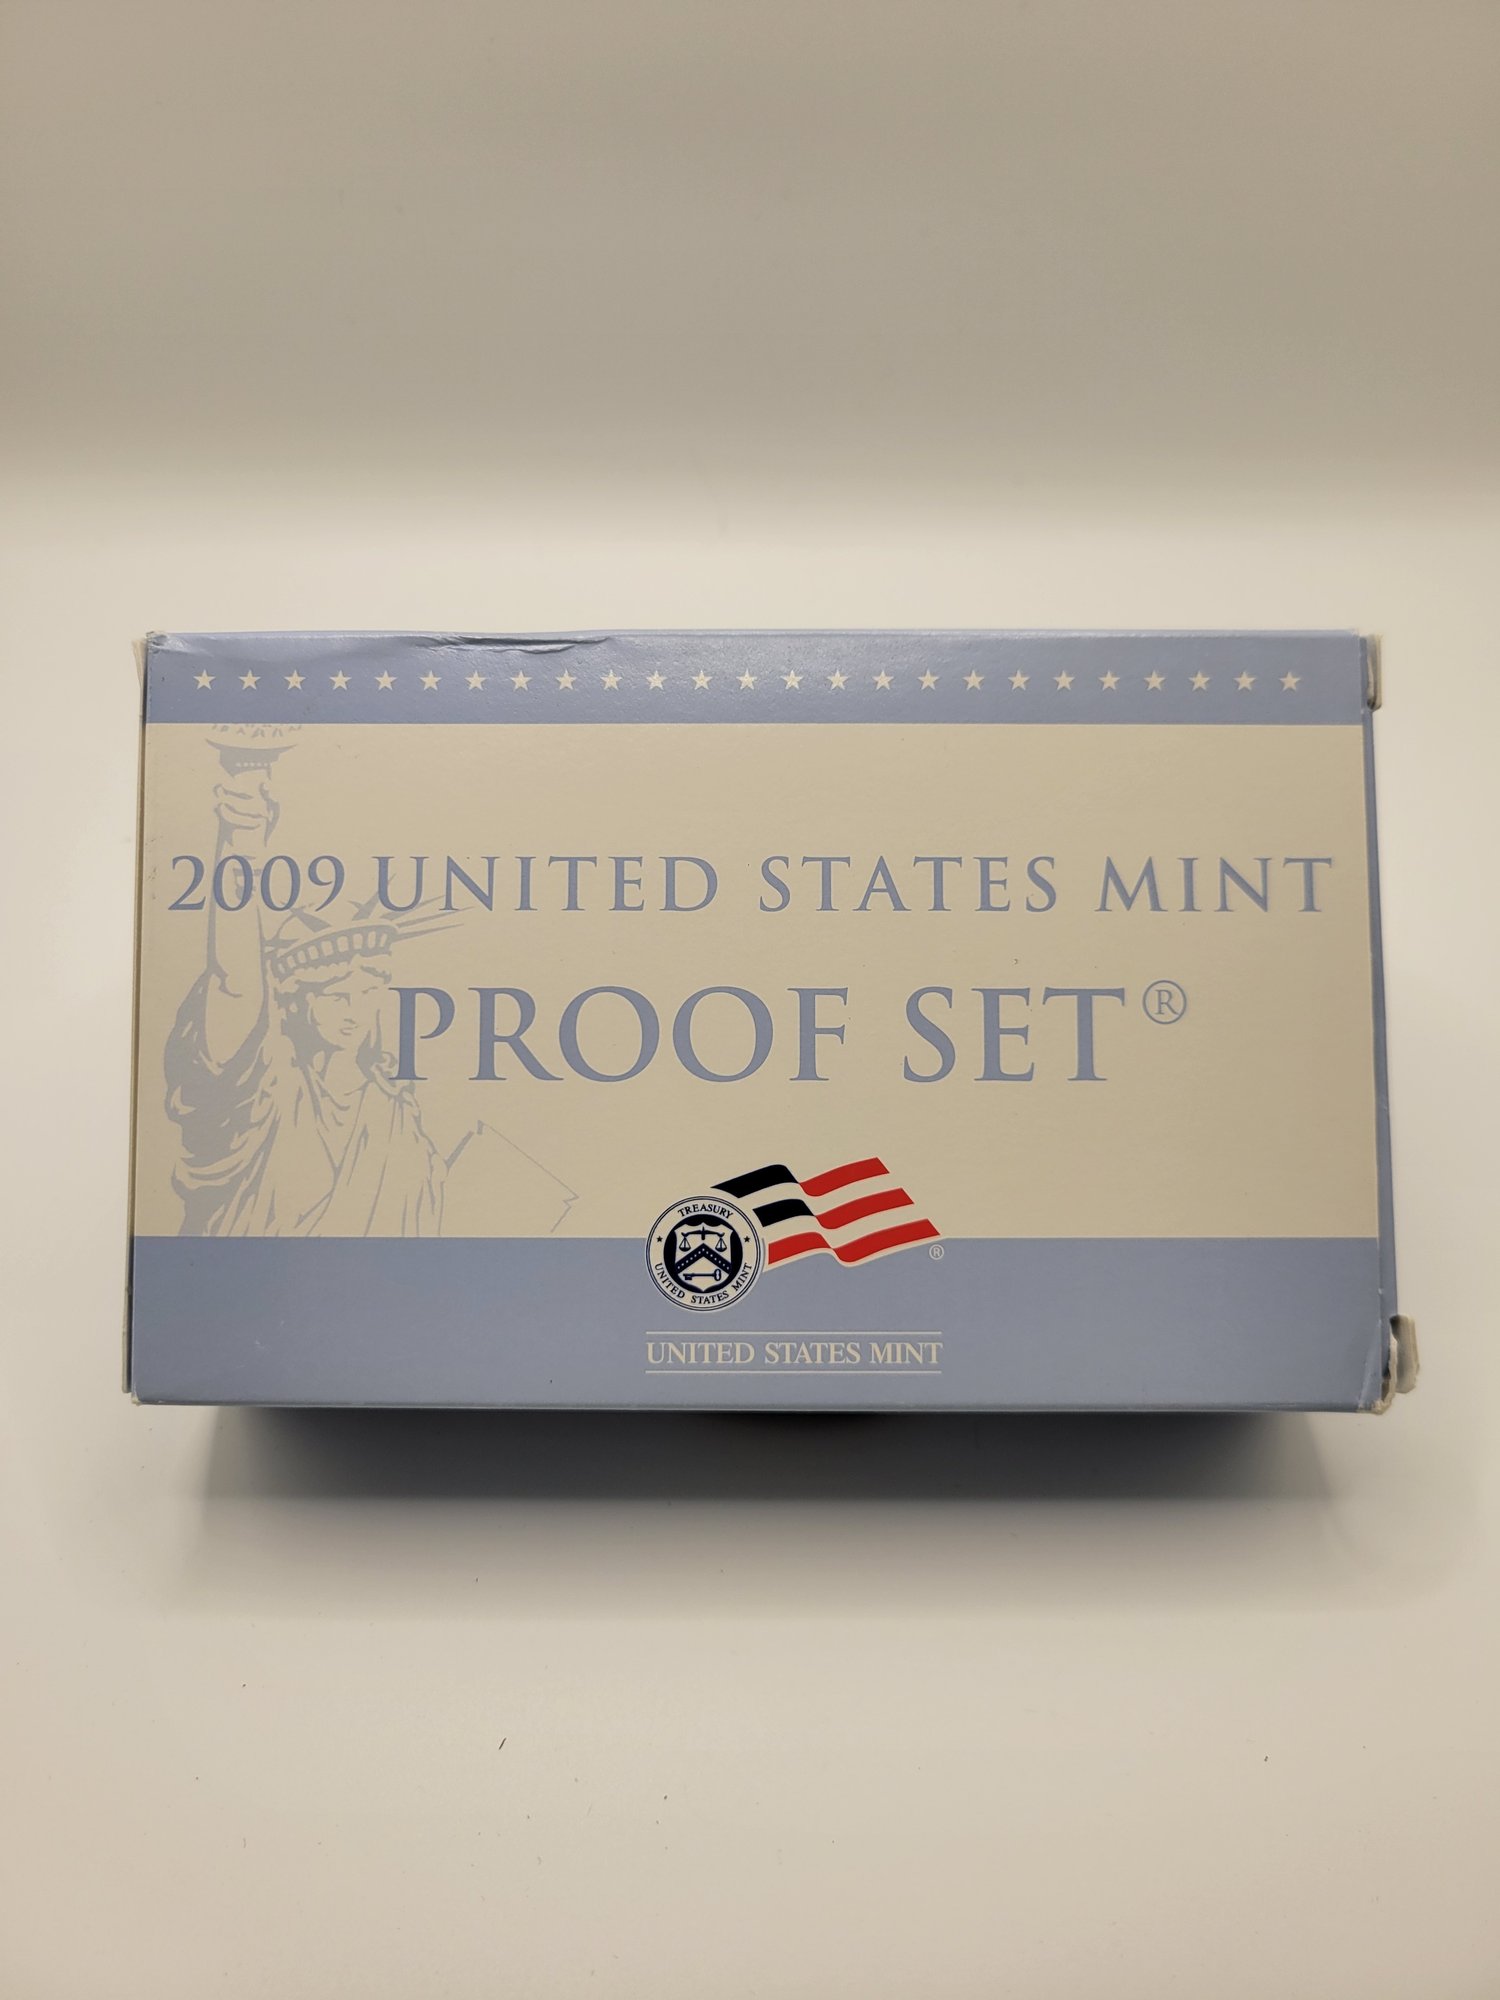 2009 UNITED STATES MINT
PROOF SET®
TREASURY
UNITED STATES MINT
®
UNITED STATES MINT